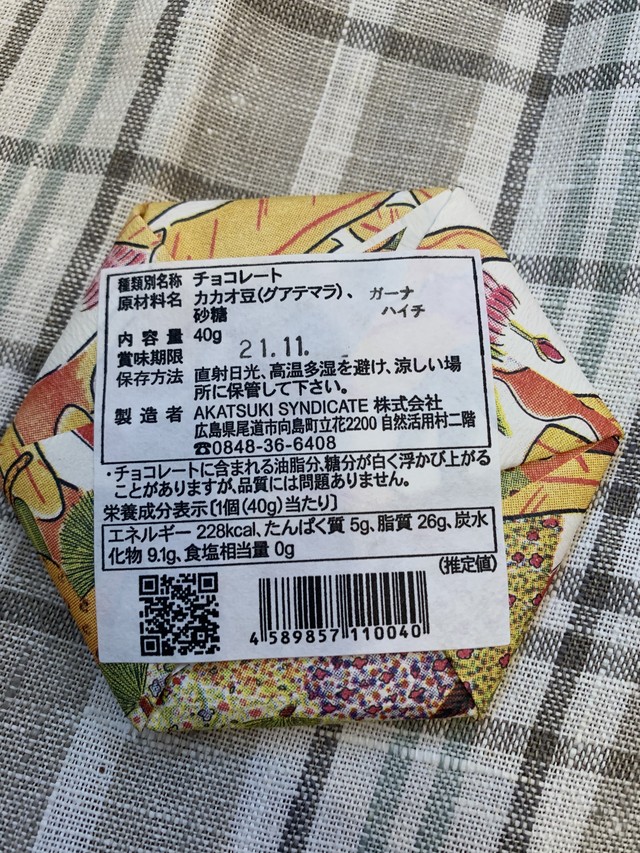 種類別名称 チョコレート
原材料名 カカオ豆(グアテマラ)、 ガーナ
砂糖 ハイチ
内容量 40g
賞味期限 21.11.
保存方法 直射日光、高温多湿を避け、涼しい場
所に保管して下さい。
製造者 AKATSUKI SYNDICATE 株式会社
広島県尾道市向島町立花2200 自然活用村二階
☎0848-36-6408
・チョコレートに含まれる油脂分、糖分が白く浮かび上がる
ことがありますが、品質には問題ありません。
栄養成分表示[1個(40g)当たり]
エネルギー 228kcal、たんぱく質 5g、脂質 26g、炭水
化物 9.1g、食塩相当量 0g
(推定値)
4 589857 110040